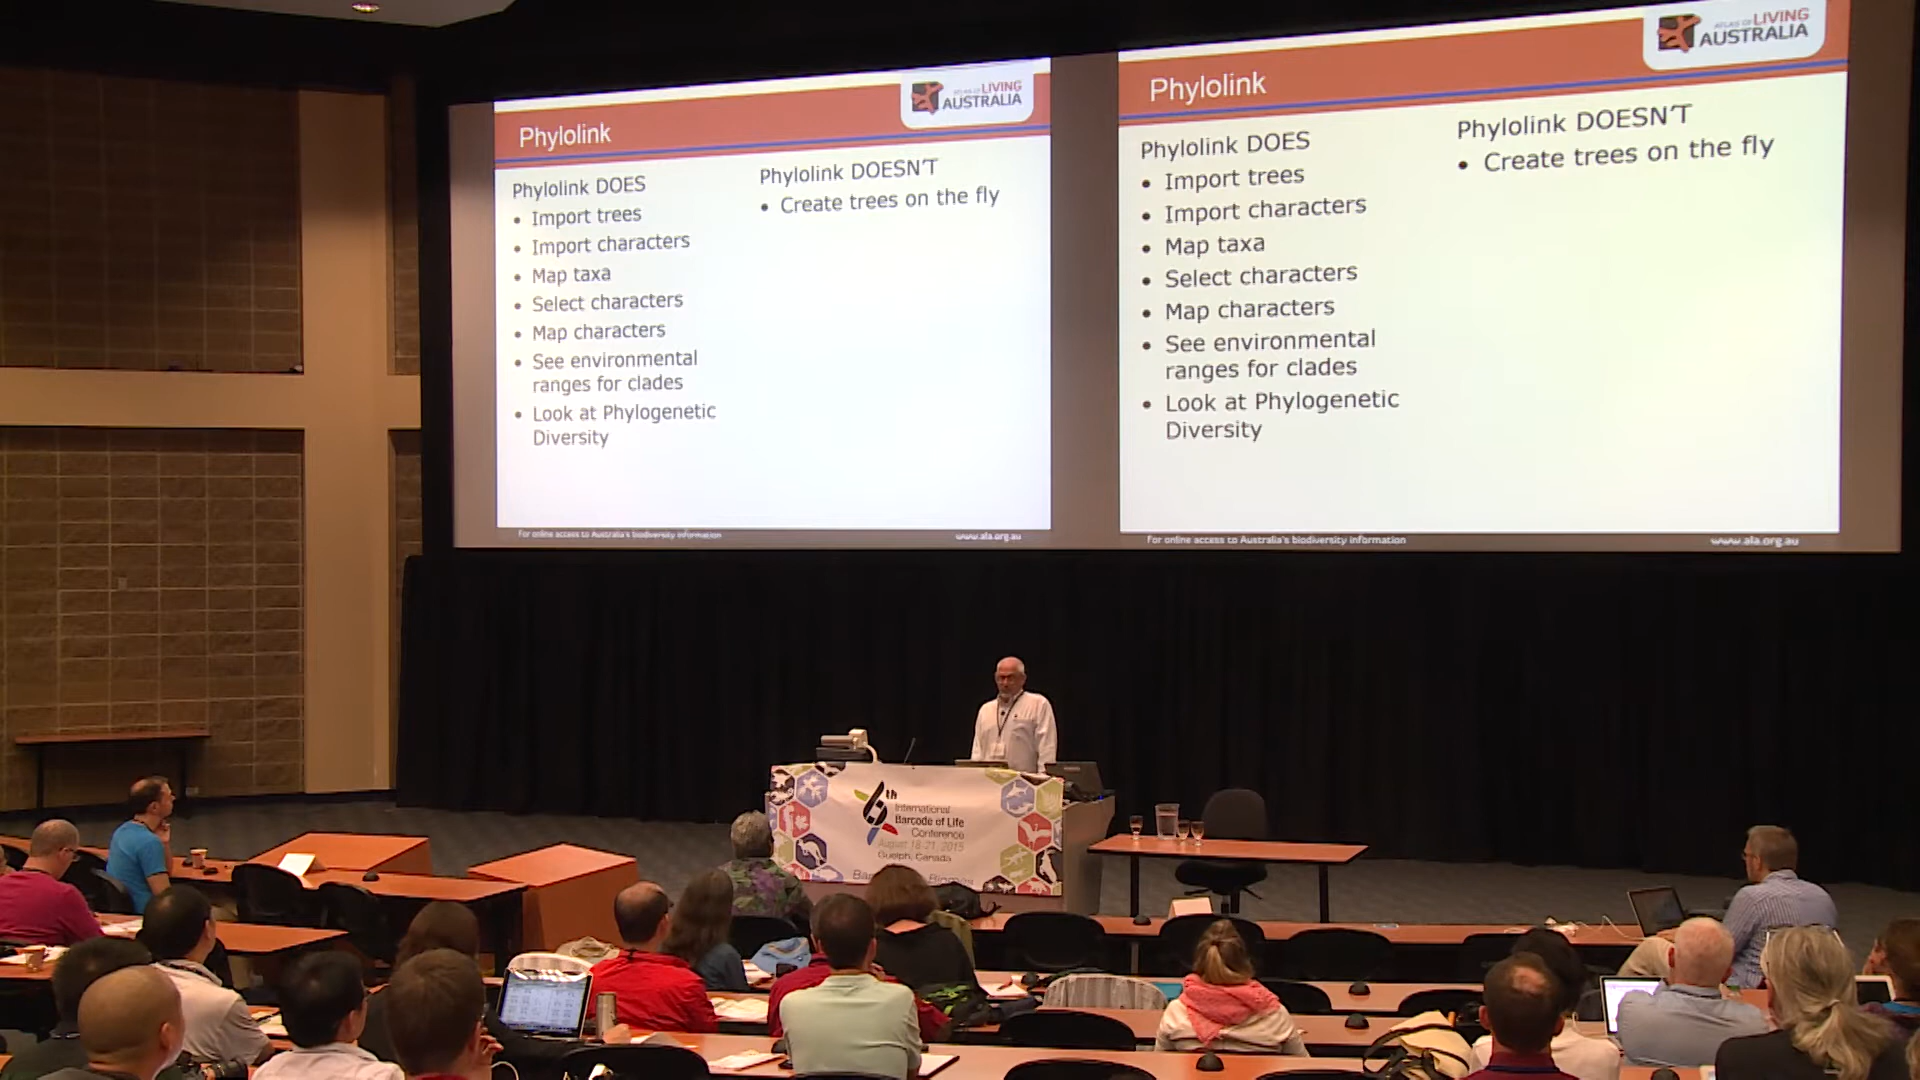 ATLAS OF LIVING
AUSTRALIA
Phylolink
Phylolink DOES
• Import trees
• Import characters
• Map taxa
• Select characters
• Map characters
• See environmental
ranges for clades
• Look at Phylogenetic
Diversity
Phylolink DOESN'T
• Create trees on the fly
For online access to Australia's biodiversity information
www.ala.org.au
ATLAS OF LIVING
AUSTRALIA
Phylolink
Phylolink DOES
• Import trees
• Import characters
• Map taxa
• Select characters
• Map characters
• See environmental
ranges for clades
• Look at Phylogenetic
Diversity
Phylolink DOESN'T
• Create trees on the fly
For online access to Australia's biodiversity information
www.ala.org.au
6th
International
Barcode of Life
Conference
August 18-21, 2015
Guelph, Canada